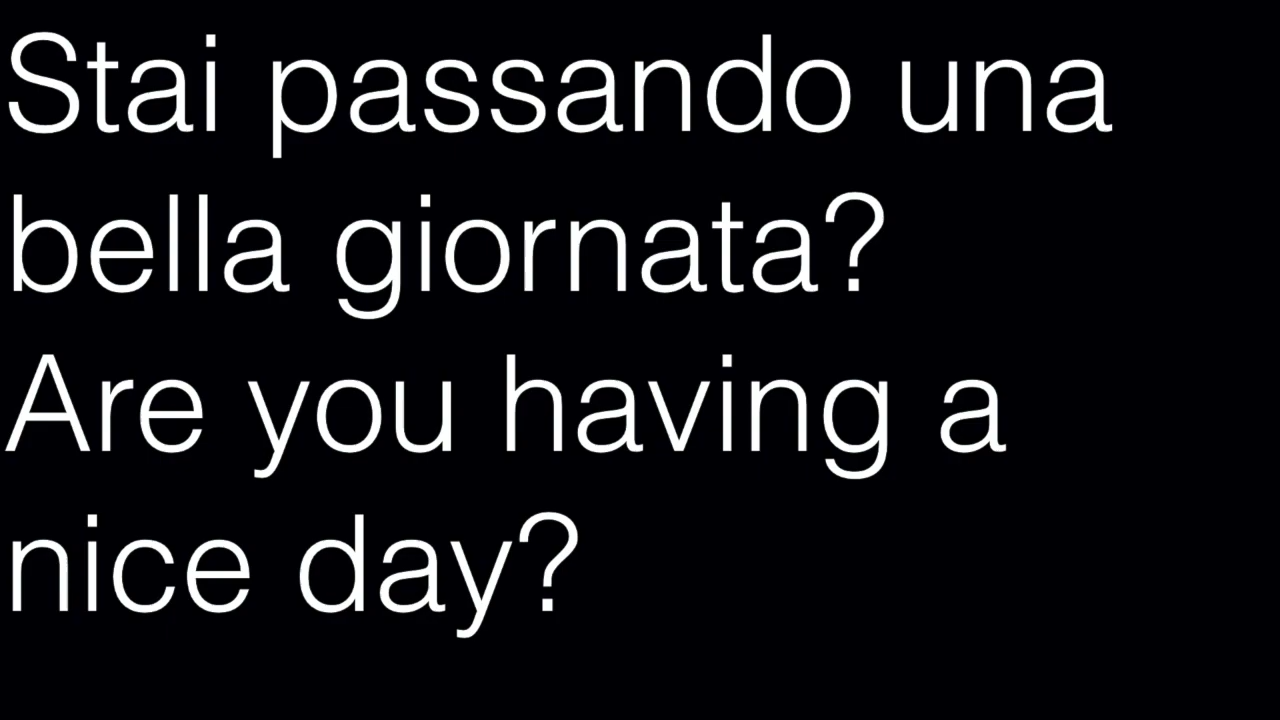 Stai passando una
bella giornata?
Are you having a
nice day?